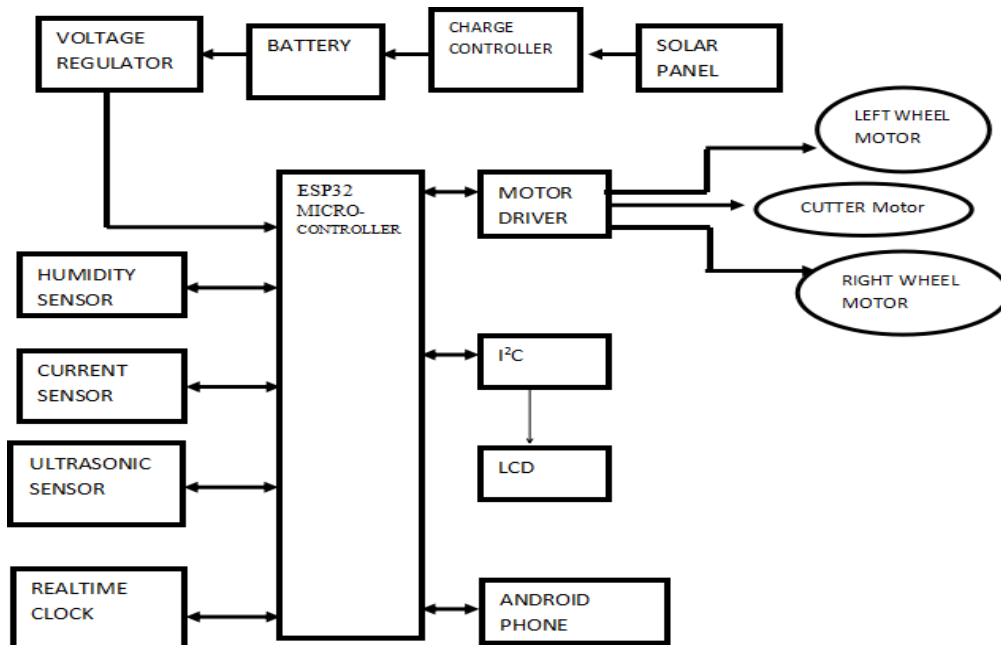 VOLTAGE
REGULATOR
BATTERY
CHARGE
CONTROLLER
SOLAR
PANEL
LEFT WHEEL
MOTOR
ESP32
MICRO-
CONTROLLER
MOTOR
DRIVER
CUTTER Motor
RIGHT WHEEL
MOTOR
HUMIDITY
SENSOR
I²C
CURRENT
SENSOR
LCD
ULTRASONIC
SENSOR
REALTIME
CLOCK
ANDROID
PHONE